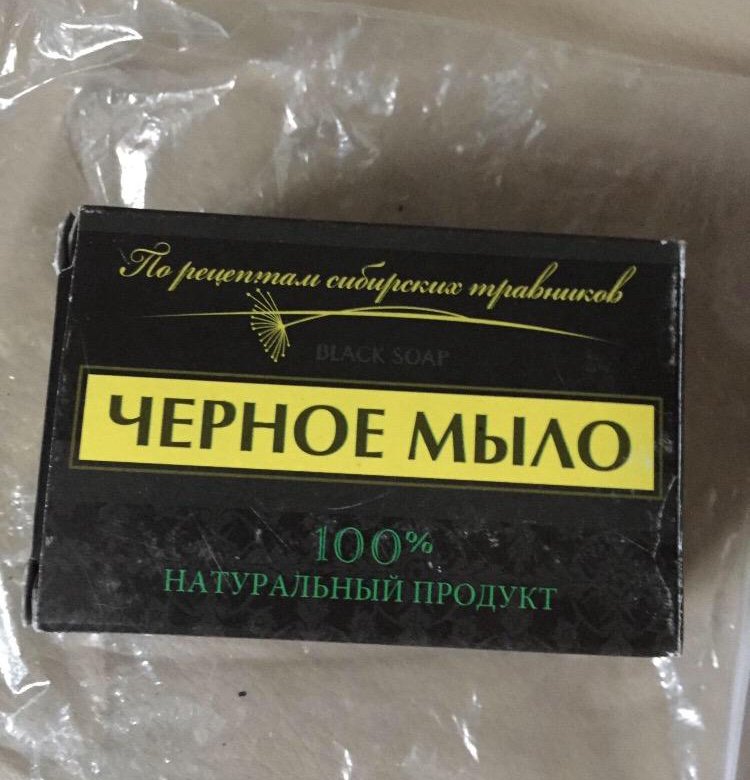 По рецептам сибирских травников
BLACK SOAP
ЧЕРНОЕ МЫЛО
100%
НАТУРАЛЬНЫЙ ПРОДУКТ